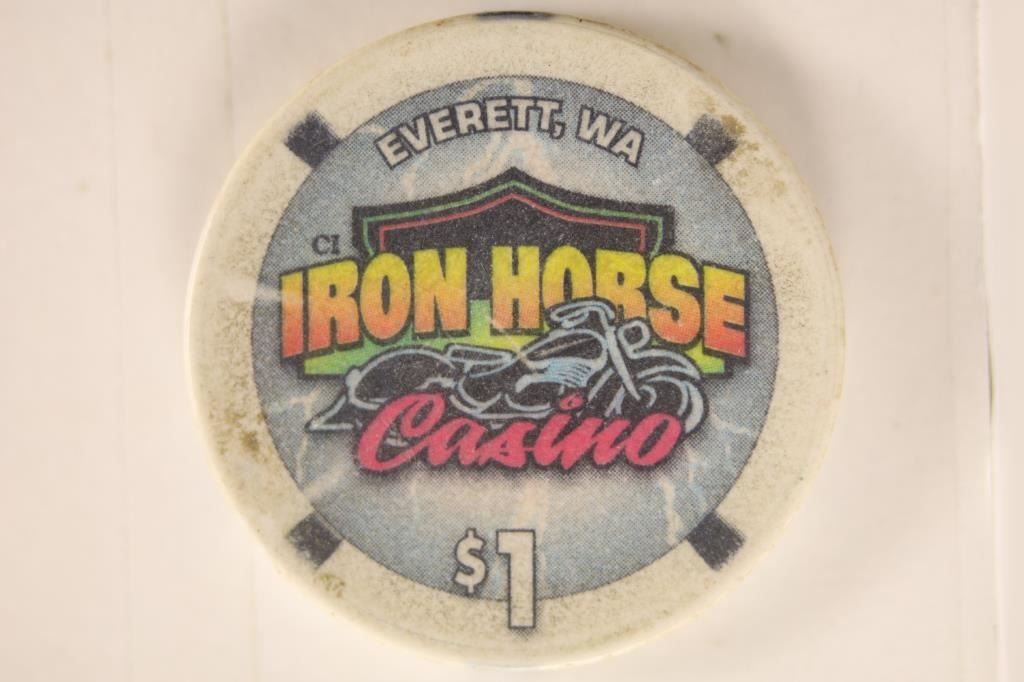 EVERETT, WA
CI
IRON HORSE
Casino
$1